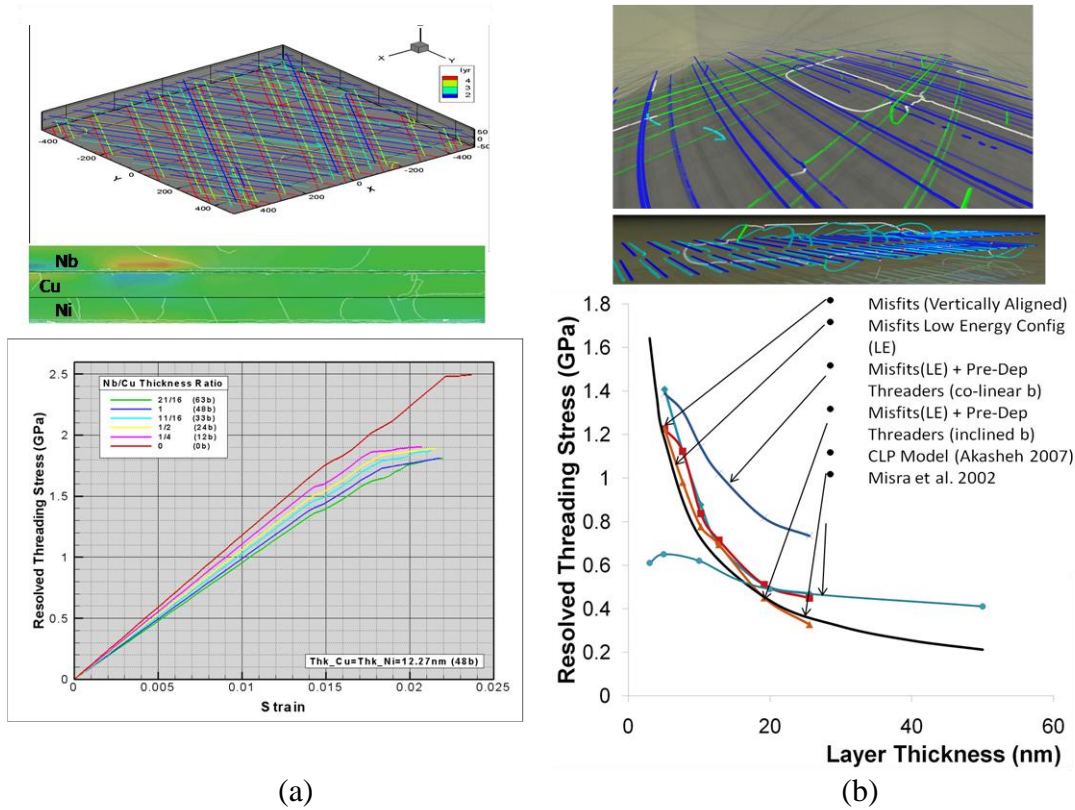 Z
X
Y
lyr
4
3
2
50
0
-50
-400
-200
0
200
400
Y
-400
-200
0
200
400
X
Nb
Cu
Ni
Nb/Cu Thickness Ratio
21/16 (63b)
1 (48b)
11/16 (33b)
1/2 (24b)
1/4 (12b)
0 (0b)
Resolved Threading Stress (GPa)
2.5
2
1.5
1
0.5
0
Thk_Cu=Thk_Ni=12.27nm (48b)
0
0.005
0.01
0.015
0.02
0.025
Strain
(a)
Resolved Threading Stress (GPa)
1.8
1.6
1.4
1.2
1
0.8
0.6
0.4
0.2
0
Misfits (Vertically Aligned)
Misfits Low Energy Config
(LE)
Misfits(LE) + Pre-Dep
Threaders (co-linear b)
Misfits(LE) + Pre-Dep
Threaders (inclined b)
CLP Model (Akasheh 2007)
Misra et al. 2002
0
20
40
60
Layer Thickness (nm)
(b)